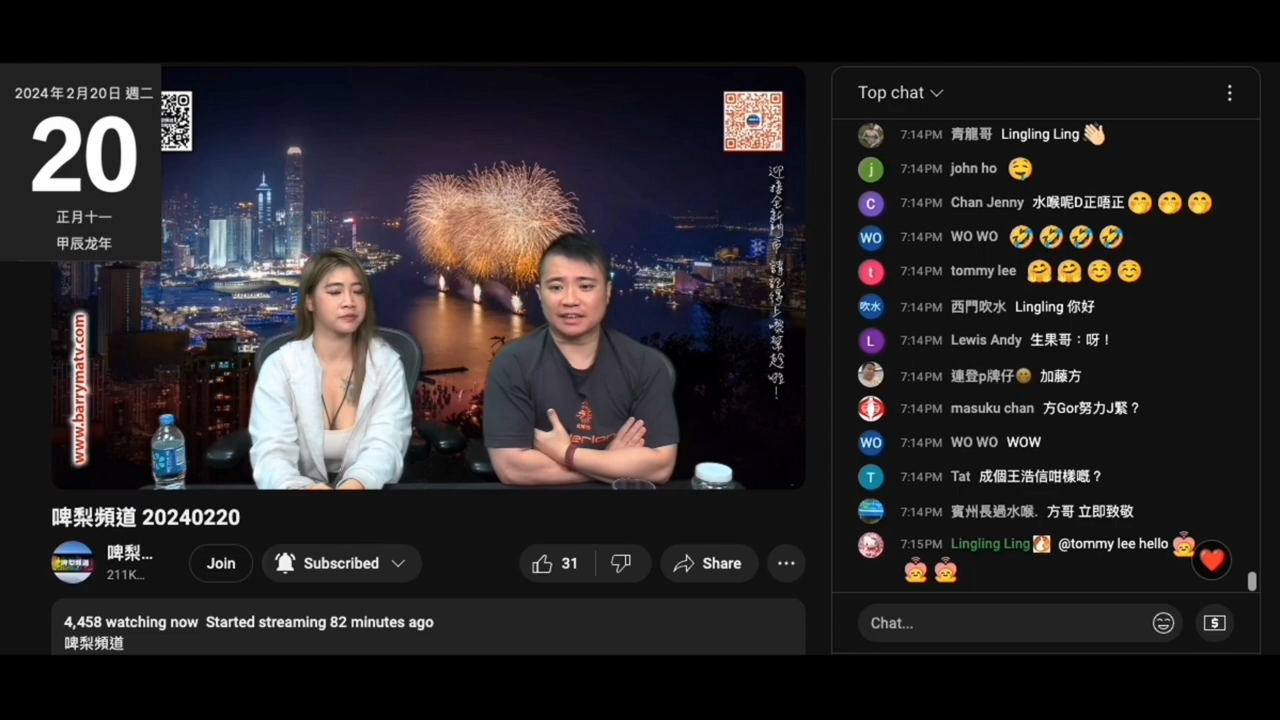 2024年2月20日 週二
20
正月十一
甲辰龙年
www.barrymatv.com
啤梨頻道 20240220
啤梨...
211K...
Join
Subscribed
31
Share
4,458 watching now Started streaming 82 minutes ago
啤梨頻道
Top chat
7:14PM 青龍哥 Lingling Ling 👋🏻
j 7:14PM john ho 🤤
C 7:14PM Chan Jenny 水喉呢D正唔正 🤭🤭🤭
WO 7:14PM WO WO 🤣🤣🤣🤣
t 7:14PM tommy lee 🤗🤗☺️☺️
吹水 7:14PM 西門吹水 Lingling 你好
L 7:14PM Lewis Andy 生果哥：呀！
7:14PM 連登p牌仔 加藤方
7:14PM masuku chan 方Gor努力J緊？
WO 7:14PM WO WO WOW
T 7:14PM Tat 成個王浩信咁樣嘅？
7:14PM 賓州長過水喉. 方哥 立即致敬
7:15PM Lingling Ling @tommy lee hello
Chat...
$